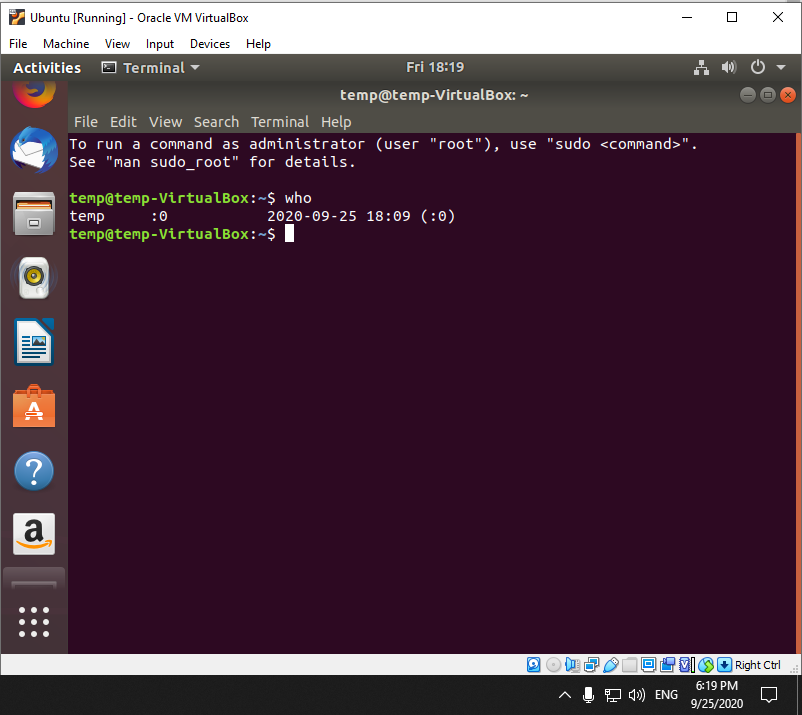 Ubuntu [Running] - Oracle VM VirtualBox
File Machine View Input Devices Help
Activities Terminal Fri 18:19
temp@temp-VirtualBox: ~
File Edit View Search Terminal Help
To run a command as administrator (user "root"), use "sudo <command>".
See "man sudo_root" for details.
temp@temp-VirtualBox:~$ who
temp :0 2020-09-25 18:09 (:0)
temp@temp-VirtualBox:~$
Right Ctrl
ENG
6:19 PM
9/25/2020